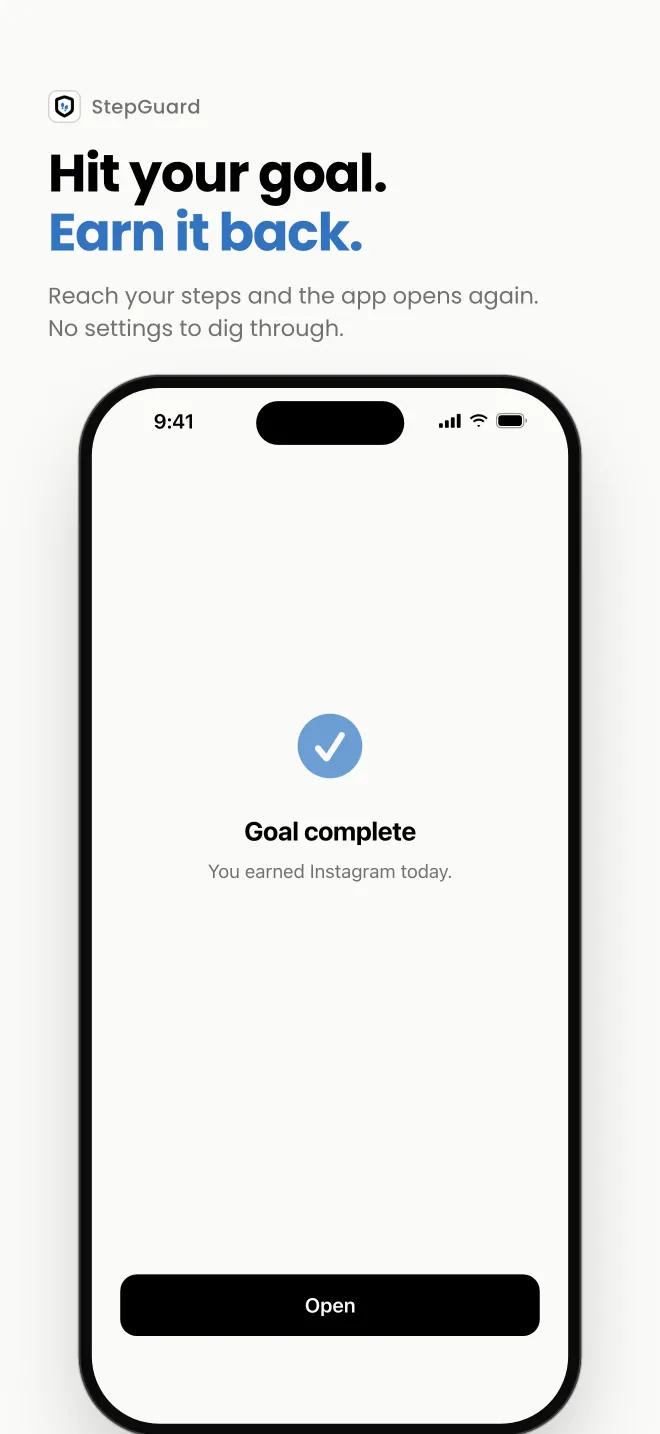 StepGuard
Hit your goal.
Earn it back.
Reach your steps and the app opens again.
No settings to dig through.
9:41
Goal complete
You earned Instagram today.
Open